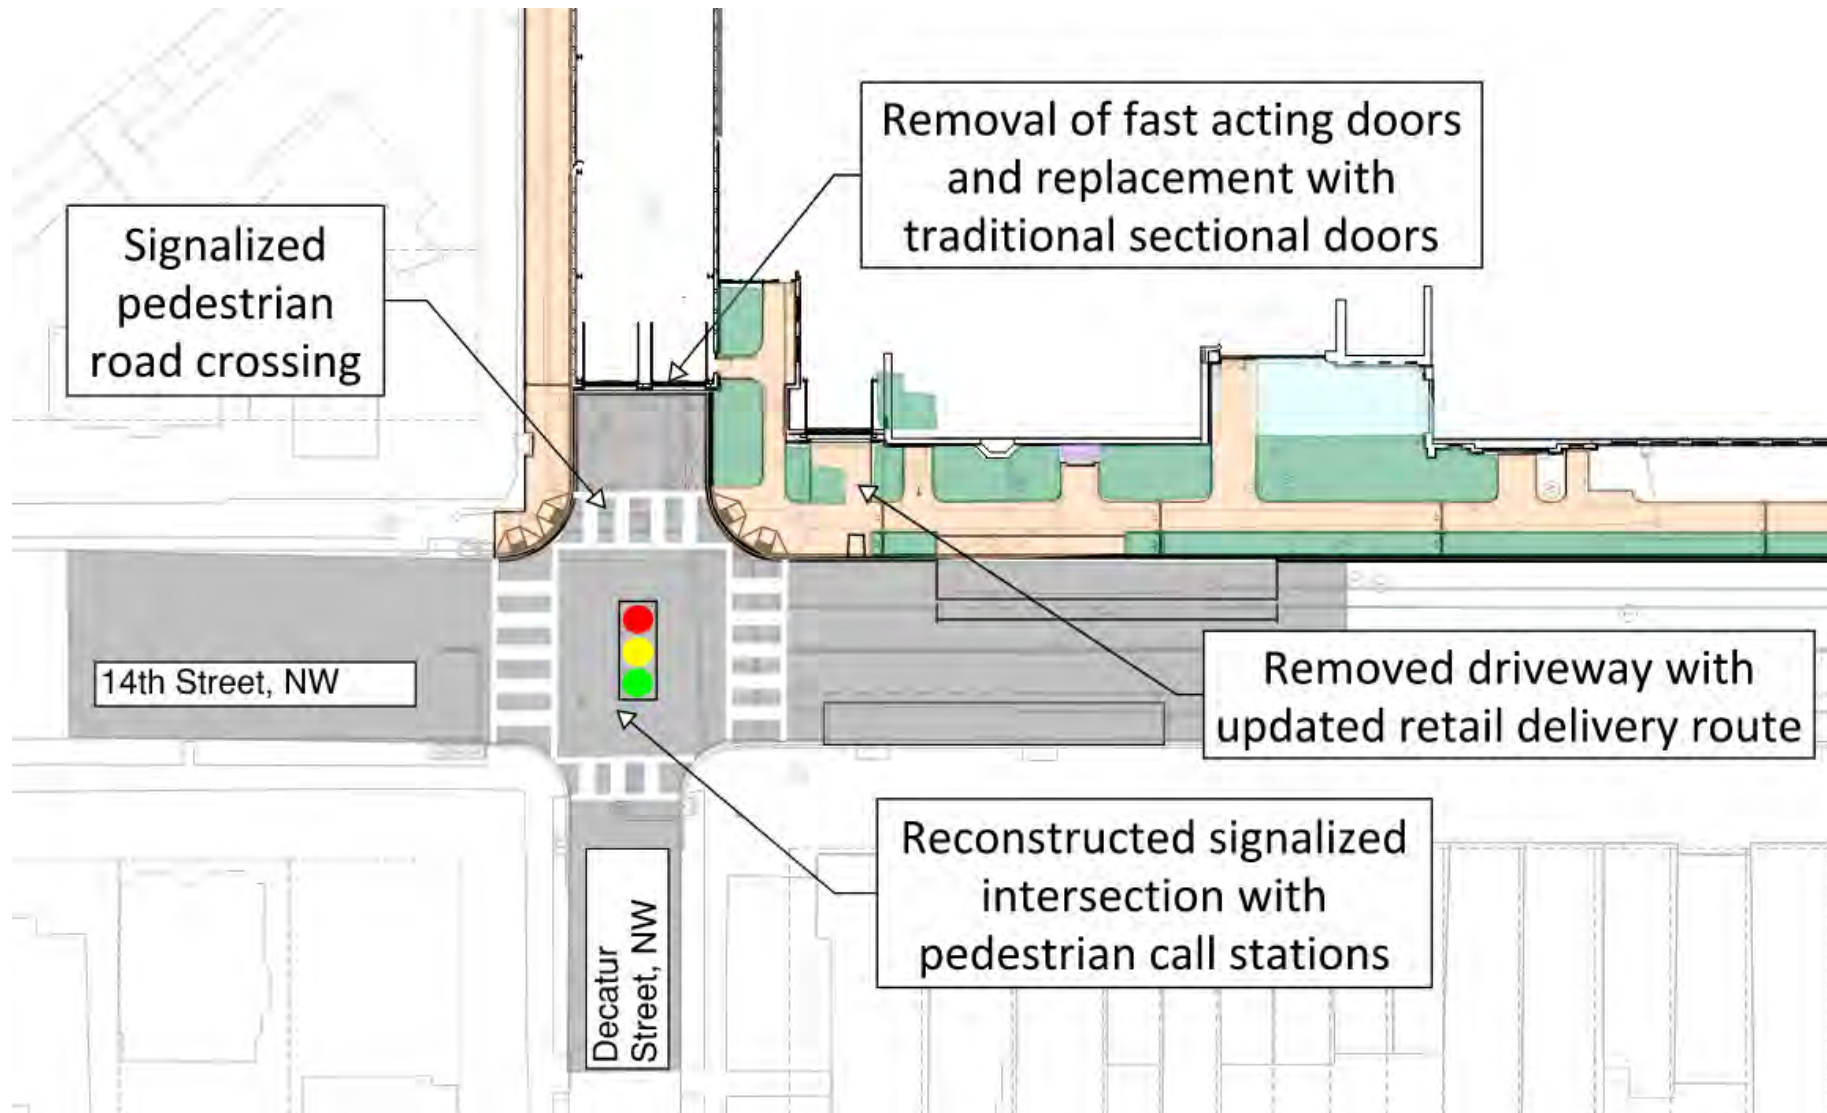 Removal of fast acting doors
and replacement with
traditional sectional doors
Signalized
pedestrian
road crossing
14th Street, NW
Removed driveway with
updated retail delivery route
Reconstructed signalized
intersection with
pedestrian call stations
Decatur
Street, NW